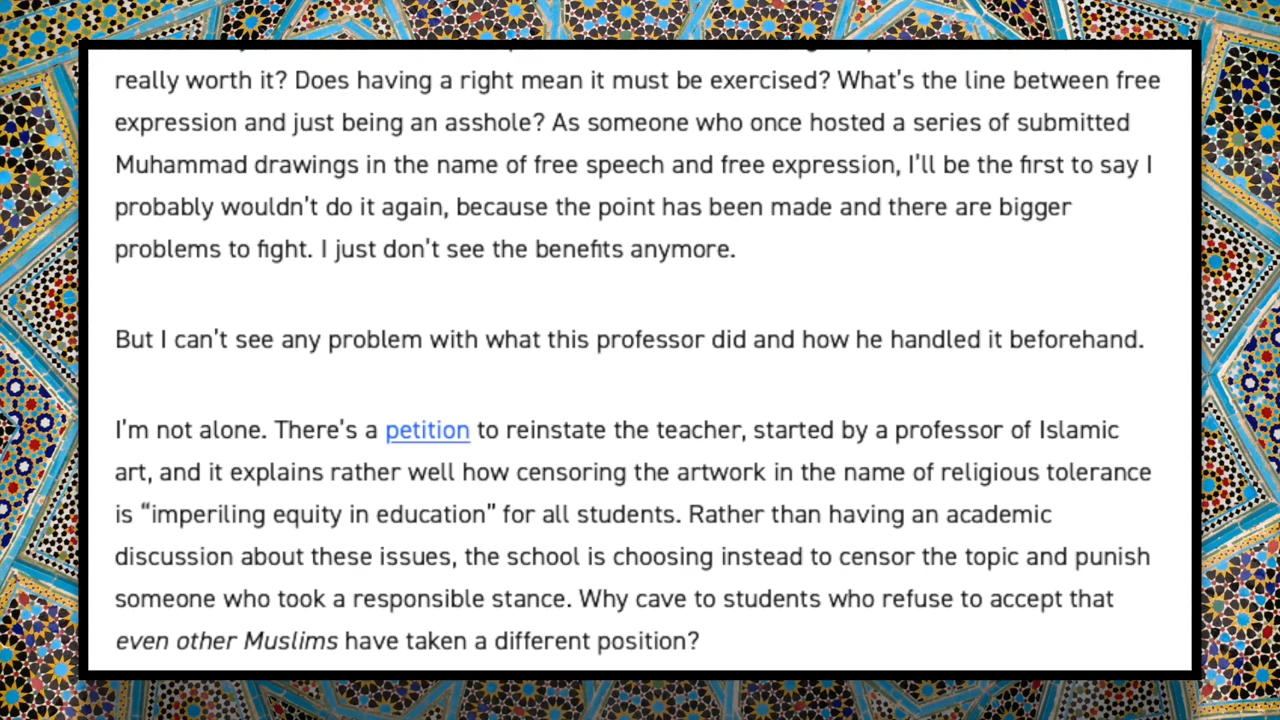 really worth it? Does having a right mean it must be exercised? What’s the line between free
expression and just being an asshole? As someone who once hosted a series of submitted
Muhammad drawings in the name of free speech and free expression, I’ll be the first to say I
probably wouldn’t do it again, because the point has been made and there are bigger
problems to fight. I just don’t see the benefits anymore.
But I can’t see any problem with what this professor did and how he handled it beforehand.
I’m not alone. There’s a petition to reinstate the teacher, started by a professor of Islamic
art, and it explains rather well how censoring the artwork in the name of religious tolerance
is “imperiling equity in education” for all students. Rather than having an academic
discussion about these issues, the school is choosing instead to censor the topic and punish
someone who took a responsible stance. Why cave to students who refuse to accept that
even other Muslims have taken a different position?